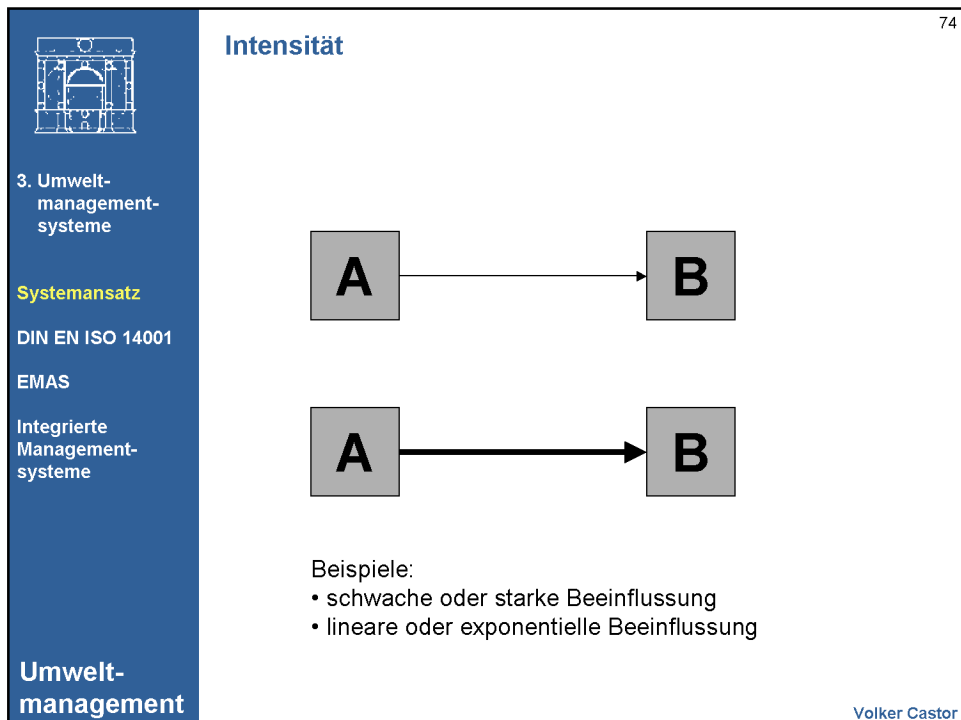 74
Intensität
3. Umwelt-
management-
systeme
Systemansatz
DIN EN ISO 14001
EMAS
Integrierte
Management-
systeme
Umwelt-
management
A
B
A
B
Beispiele:
• schwache oder starke Beeinflussung
• lineare oder exponentielle Beeinflussung
Volker Castor